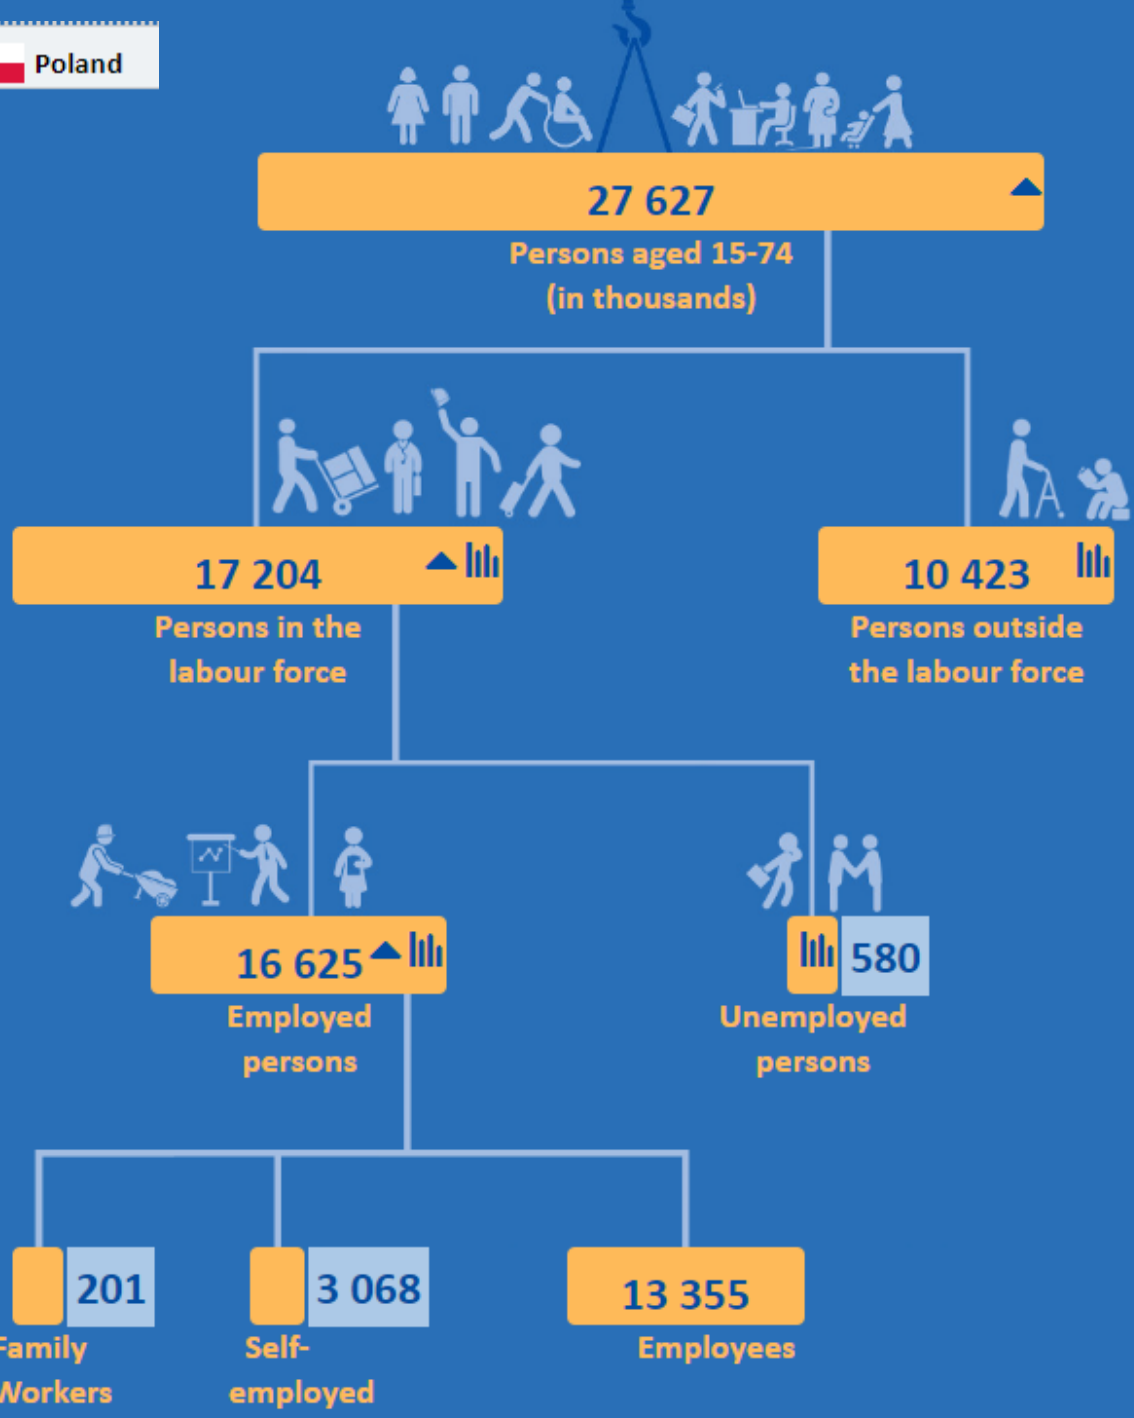 Poland
27 627
Persons aged 15-74
(in thousands)
17 204
Persons in the
labour force
10 423
Persons outside
the labour force
16 625
Employed
persons
580
Unemployed
persons
201
Family
Workers
3 068
Self-
employed
13 355
Employees